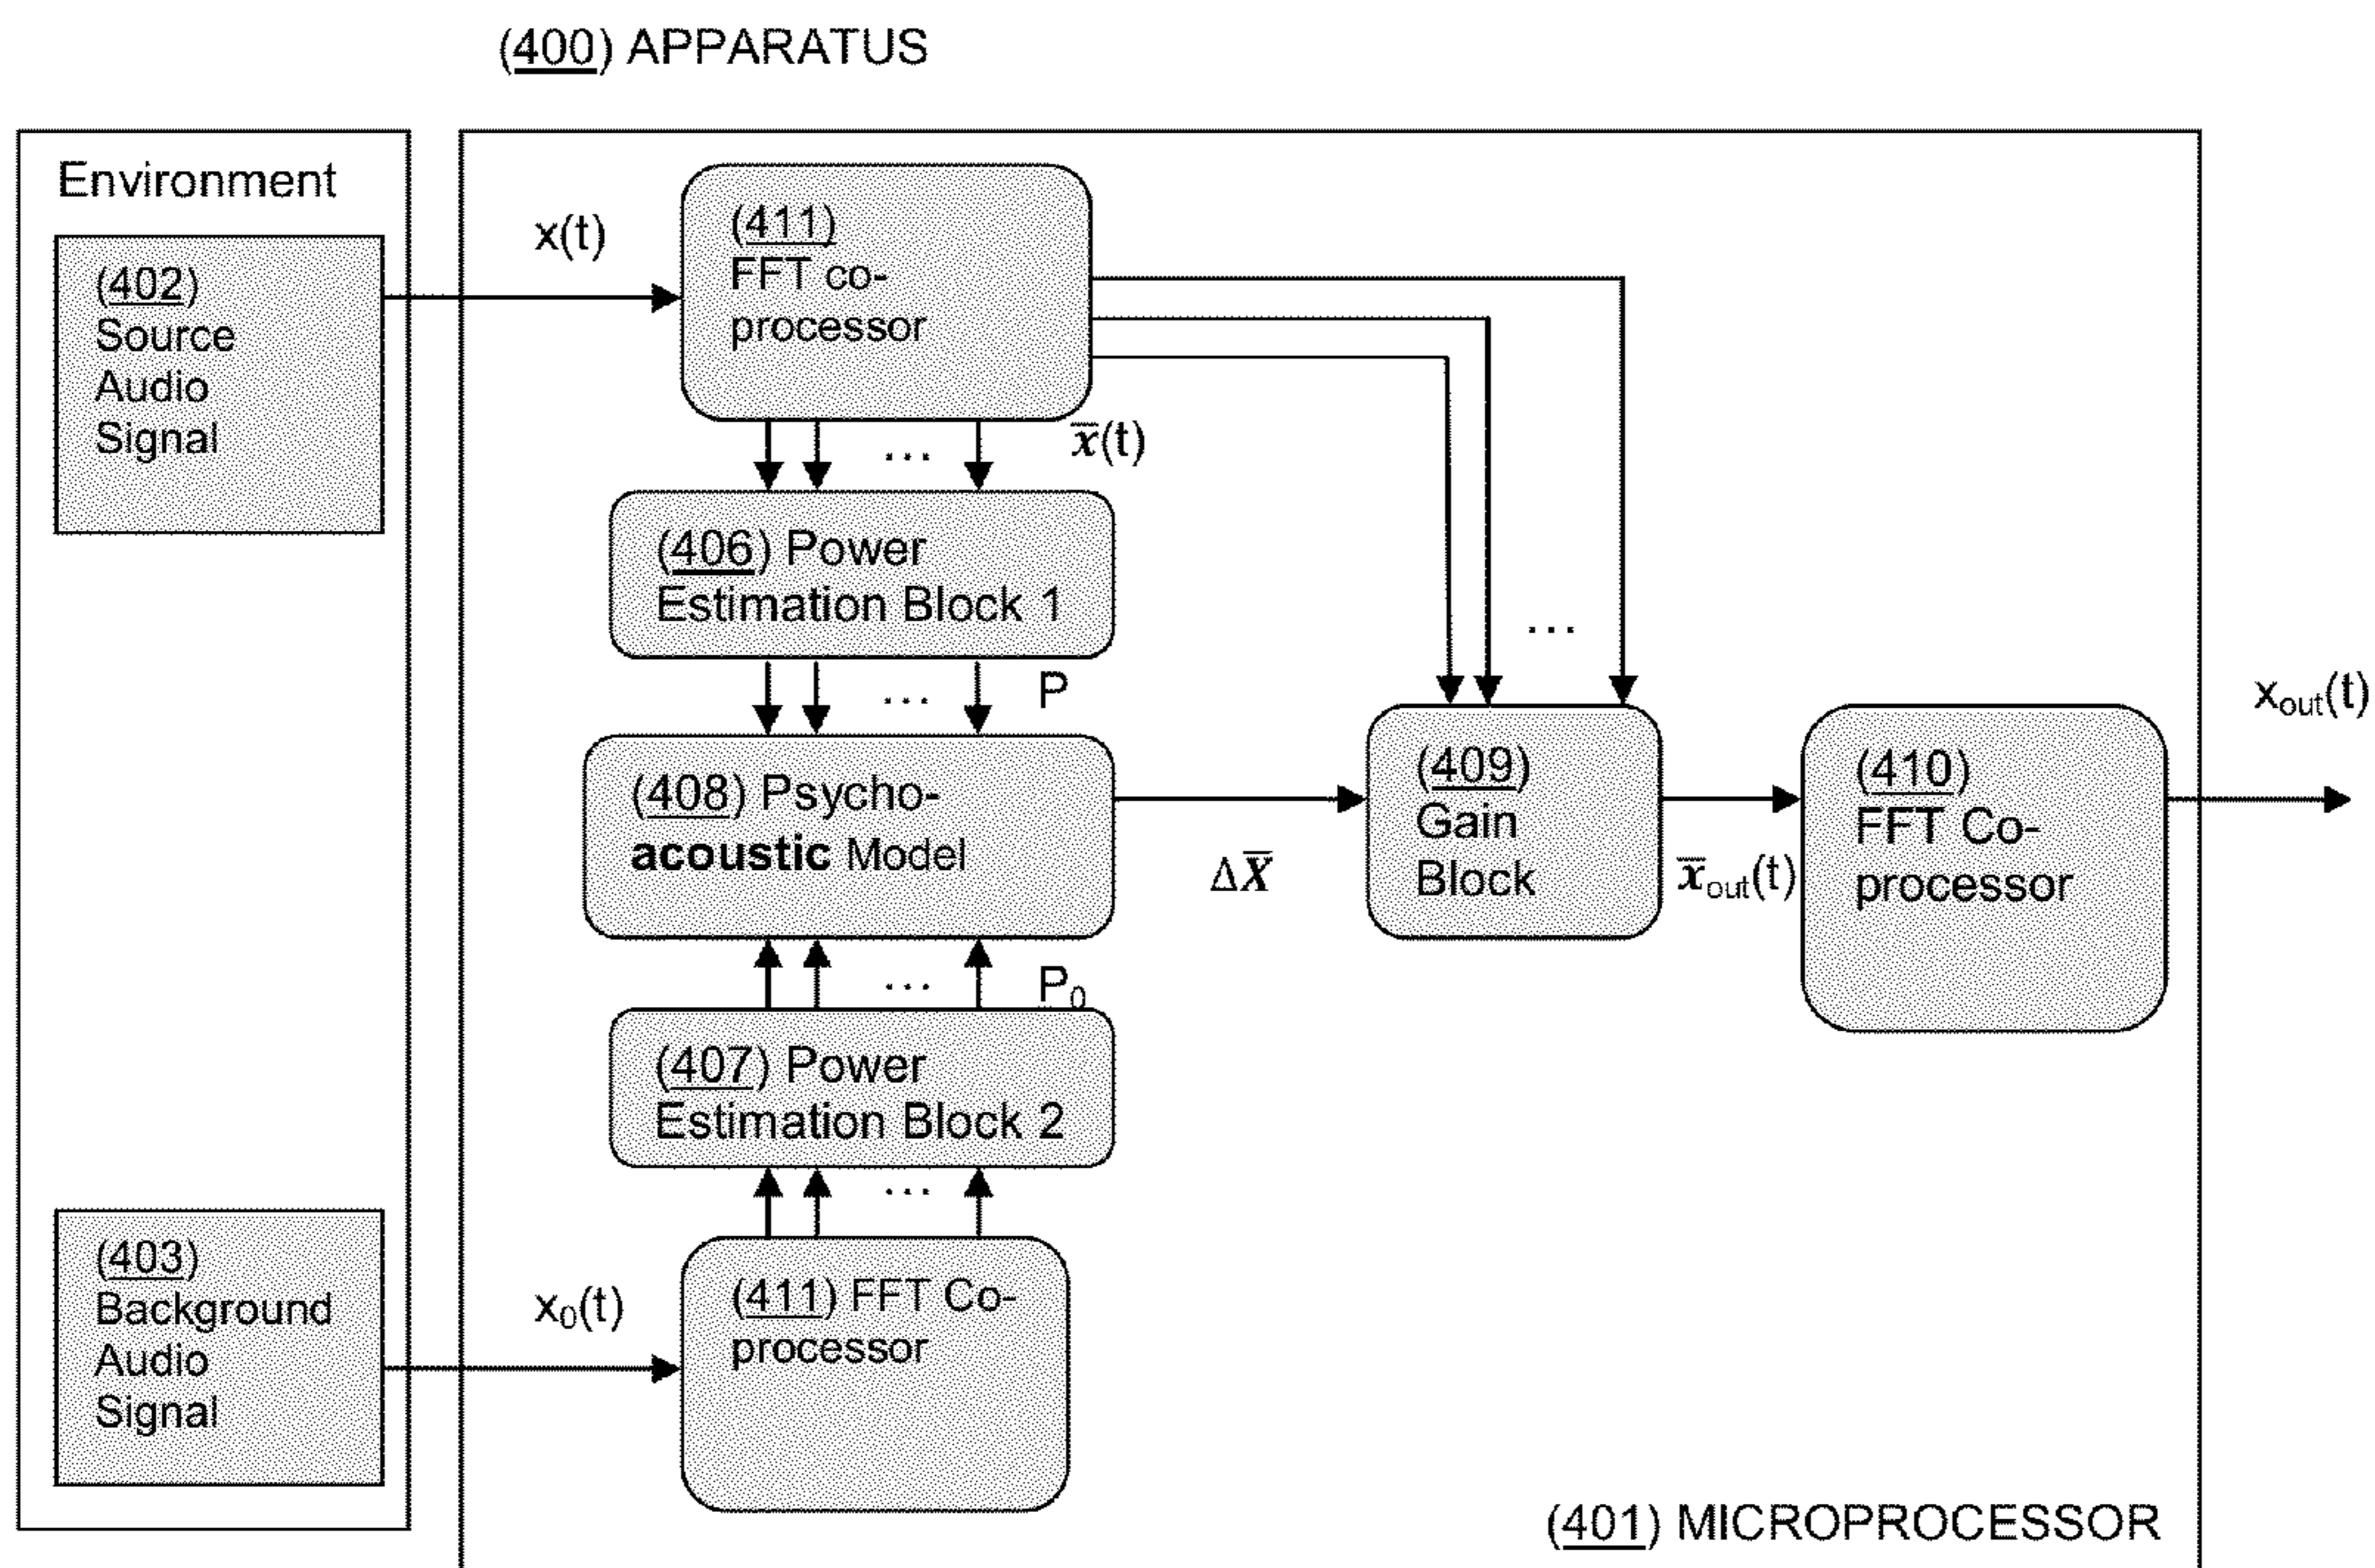 (400) APPARATUS
Environment
(402)
Source
Audio
Signal
x(t)
(411)
FFT co-
processor
x̅(t)
...
(406) Power
Estimation Block 1
...
P
(408) Psycho-
acoustic Model
...
P₀
(407) Power
Estimation Block 2
...
(403)
Background
Audio
Signal
x₀(t)
(411) FFT Co-
processor
ΔX̅
...
(409)
Gain
Block
x̅out(t)
(410)
FFT Co-
processor
xout(t)
(401) MICROPROCESSOR